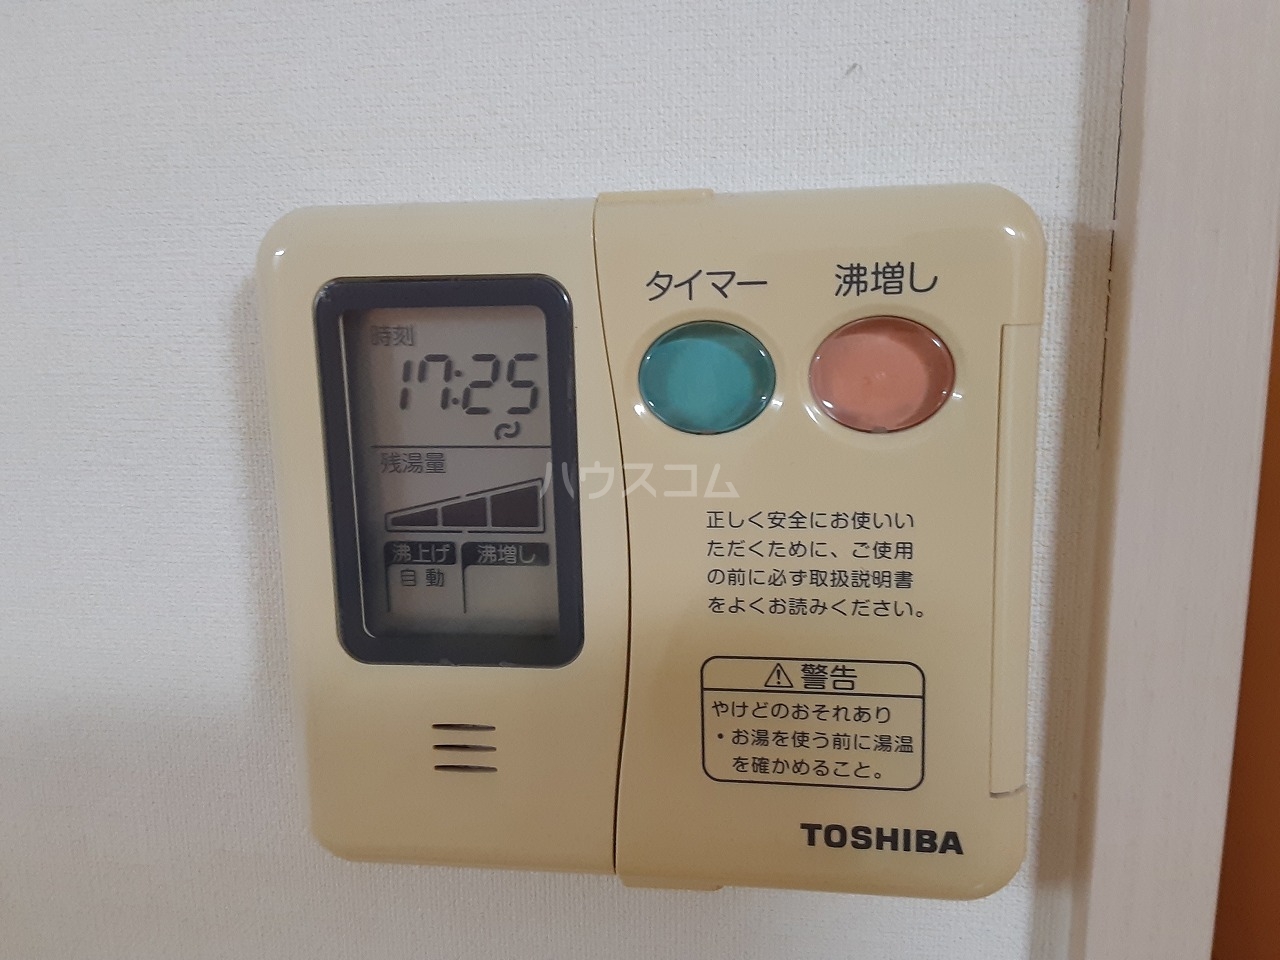 時刻
17:25
残湯量
沸上げ 沸増し
自動
タイマー 沸増し
ハウスコム
正しく安全にお使いい
ただくために、ご使用
の前に必ず取扱説明書
をよくお読みください。
⚠警告
やけどのおそれあり
・お湯を使う前に湯温
を確かめること。
TOSHIBA